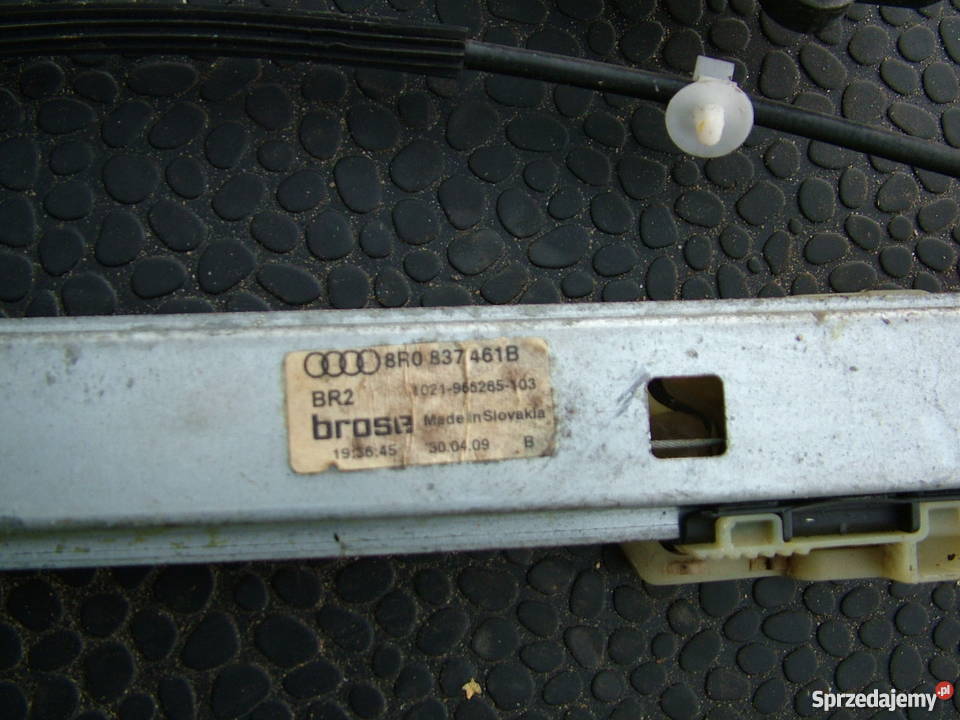 8R0 837 461B
BR2 1021-965265-103
brose Made in Slovakia
19:36:45 30.04.09 B
Sprzedajemy.pl